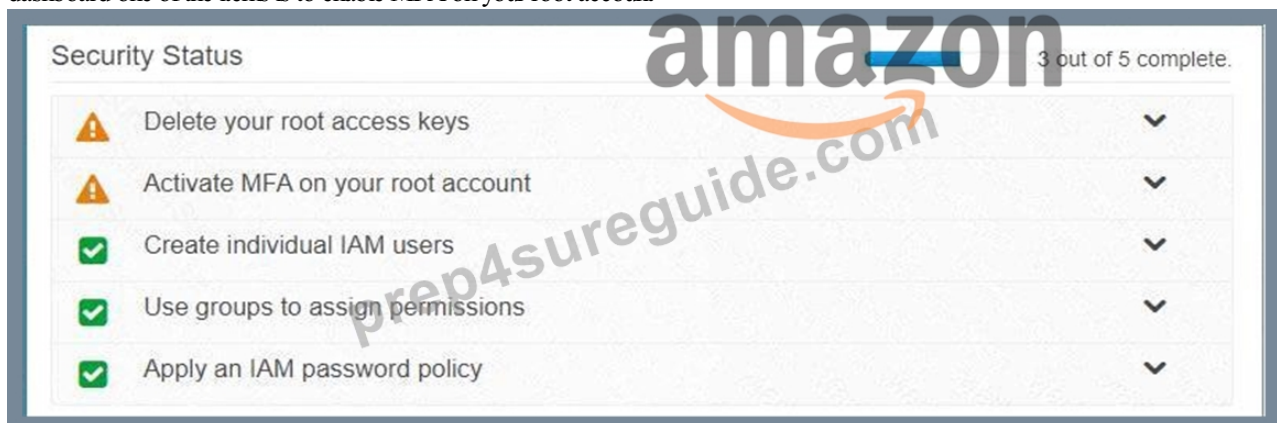 Security Status
3 out of 5 complete.
amazon
Delete your root access keys
Activate MFA on your root account
Create individual IAM users
Use groups to assign permissions
Apply an IAM password policy
prep4sureguide.com